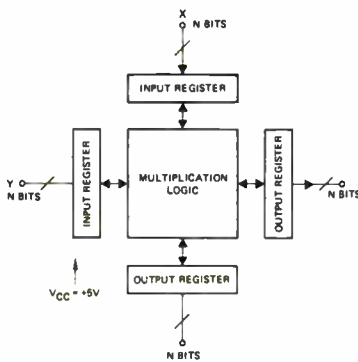 X
N BITS
INPUT REGISTER
Y
N BITS
INPUT REGISTER
MULTIPLICATION
LOGIC
OUTPUT REGISTER
N BITS
VCC = +5V
OUTPUT REGISTER
N BITS